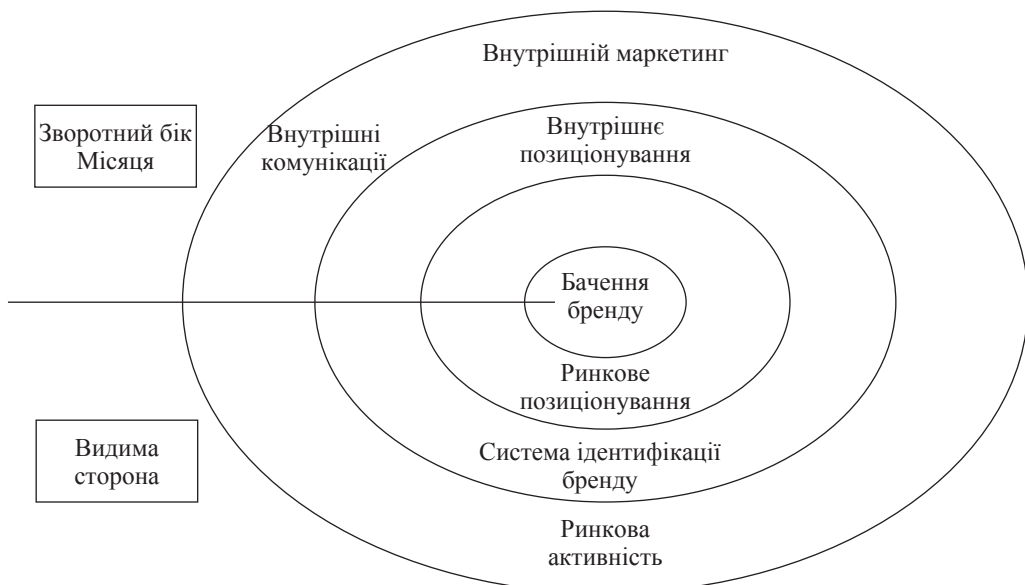 Внутрішній маркетинг
Зворотний бік
Місяця
Внутрішні
комунікації
Внутрішнє
позиціонування
Бачення
бренду
Ринкове
позиціонування
Видима
сторона
Система ідентифікації
бренду
Ринкова
активність